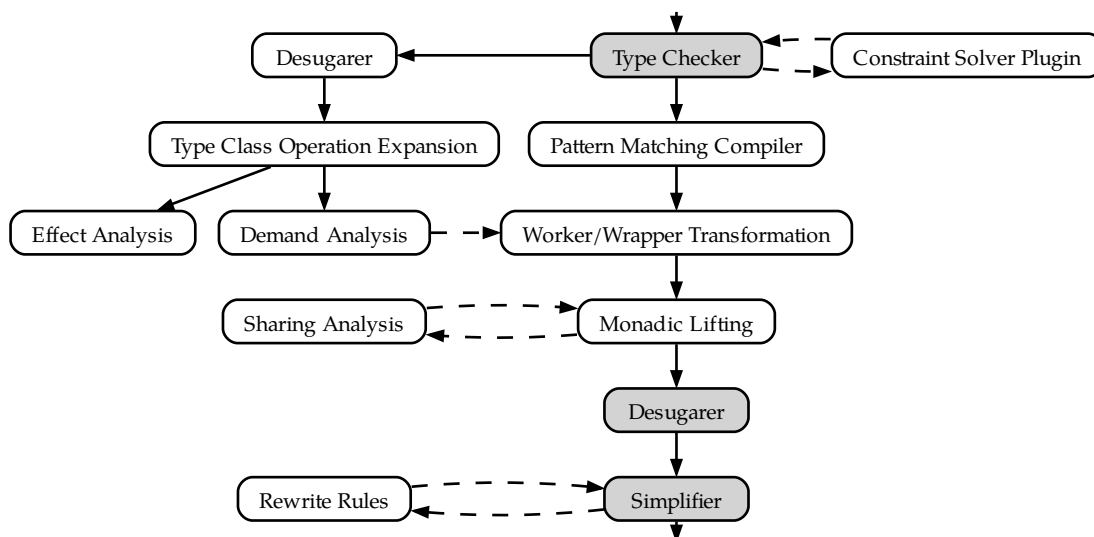 Desugarer
Type Checker
Constraint Solver Plugin
Type Class Operation Expansion
Pattern Matching Compiler
Effect Analysis
Demand Analysis
Worker/Wrapper Transformation
Sharing Analysis
Monadic Lifting
Desugarer
Rewrite Rules
Simplifier